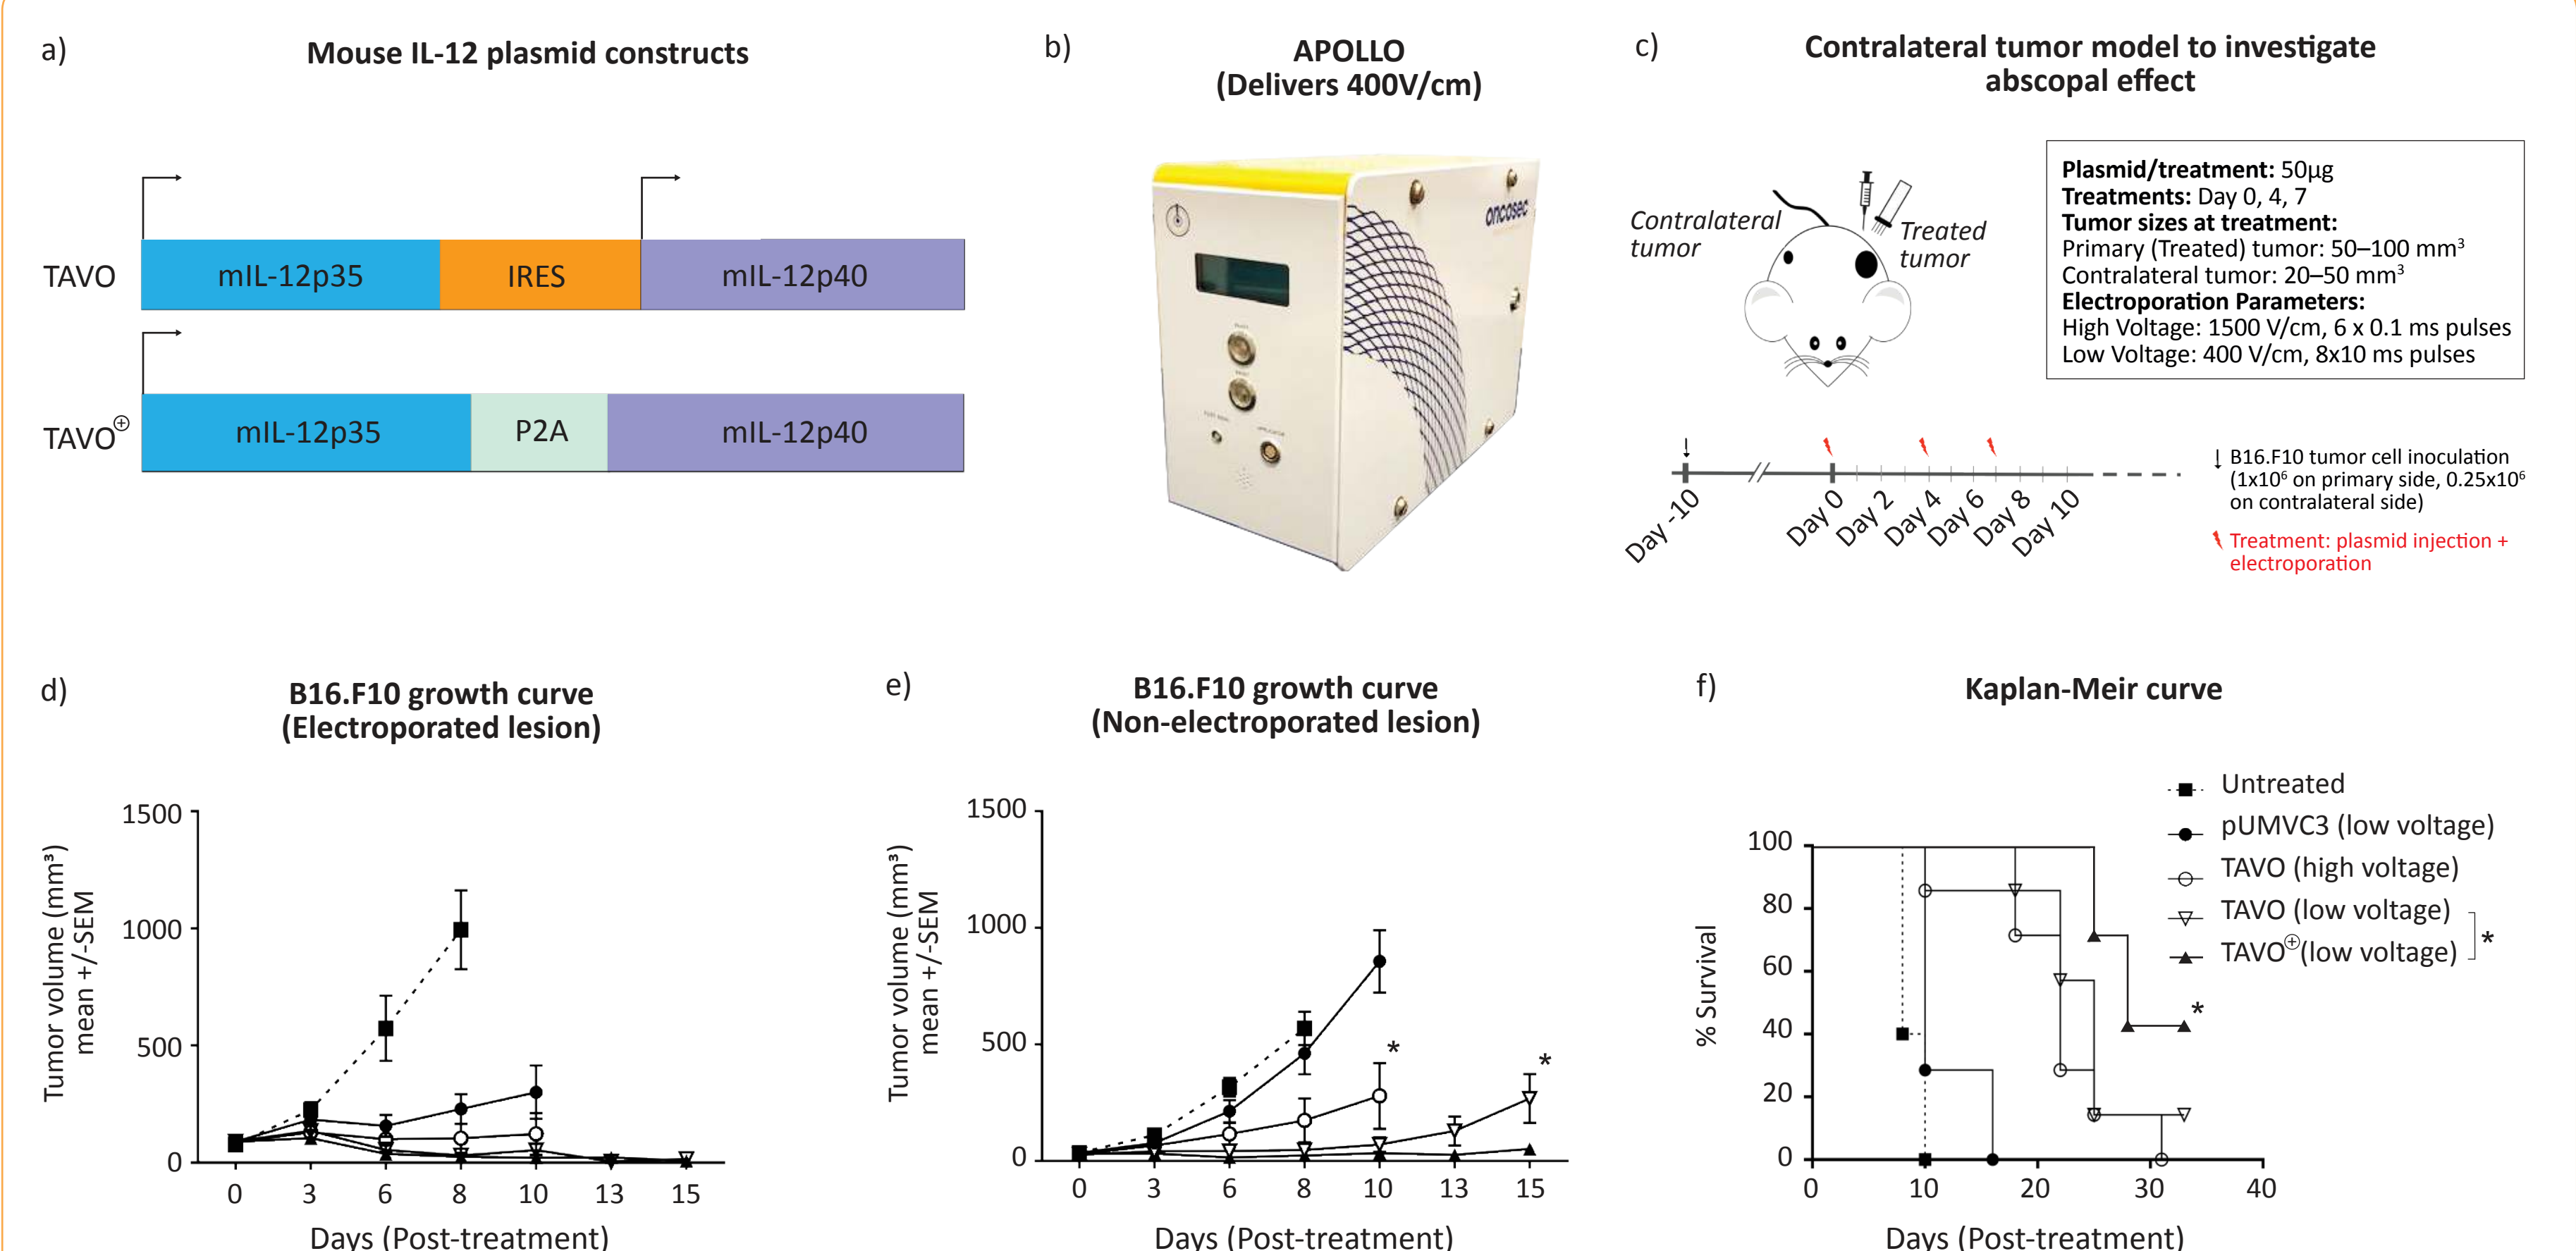 a)
Mouse IL-12 plasmid constructs
TAVO
mIL-12p35
IRES
mIL-12p40
TAVO⊕
mIL-12p35
P2A
mIL-12p40
b)
APOLLO
(Delivers 400V/cm)
oncosec
c)
Contralateral tumor model to investigate
abscopal effect
Contralateral
tumor
Treated
tumor
Plasmid/treatment: 50μg
Treatments: Day 0, 4, 7
Tumor sizes at treatment:
Primary (Treated) tumor: 50–100 mm³
Contralateral tumor: 20–50 mm³
Electroporation Parameters:
High Voltage: 1500 V/cm, 6 x 0.1 ms pulses
Low Voltage: 400 V/cm, 8x10 ms pulses
Day -10
Day 0
Day 2
Day 4
Day 6
Day 8
Day 10
↓ B16.F10 tumor cell inoculation
(1x10⁶ on primary side, 0.25x10⁶
on contralateral side)
Treatment: plasmid injection +
electroporation
d)
B16.F10 growth curve
(Electroporated lesion)
Tumor volume (mm³)
mean +/-SEM
1500
1000
500
0
0 3 6 8 10 13 15
Days (Post-treatment)
e)
B16.F10 growth curve
(Non-electroporated lesion)
Tumor volume (mm³)
mean +/-SEM
1500
1000
500
0
*
*
0 3 6 8 10 13 15
Days (Post-treatment)
f)
Kaplan-Meir curve
Untreated
pUMVC3 (low voltage)
TAVO (high voltage)
TAVO (low voltage)
TAVO⊕(low voltage)
*
*
% Survival
100
80
60
40
20
0
0 10 20 30 40
Days (Post-treatment)